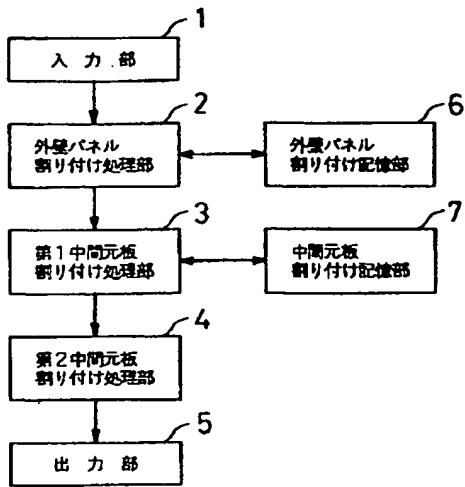 1
入力部
2
外壁パネル
割り付け処理部
6
外壁パネル
割り付け記憶部
3
第1中間元板
割り付け処理部
7
中間元板
割り付け記憶部
4
第2中間元板
割り付け処理部
5
出力部